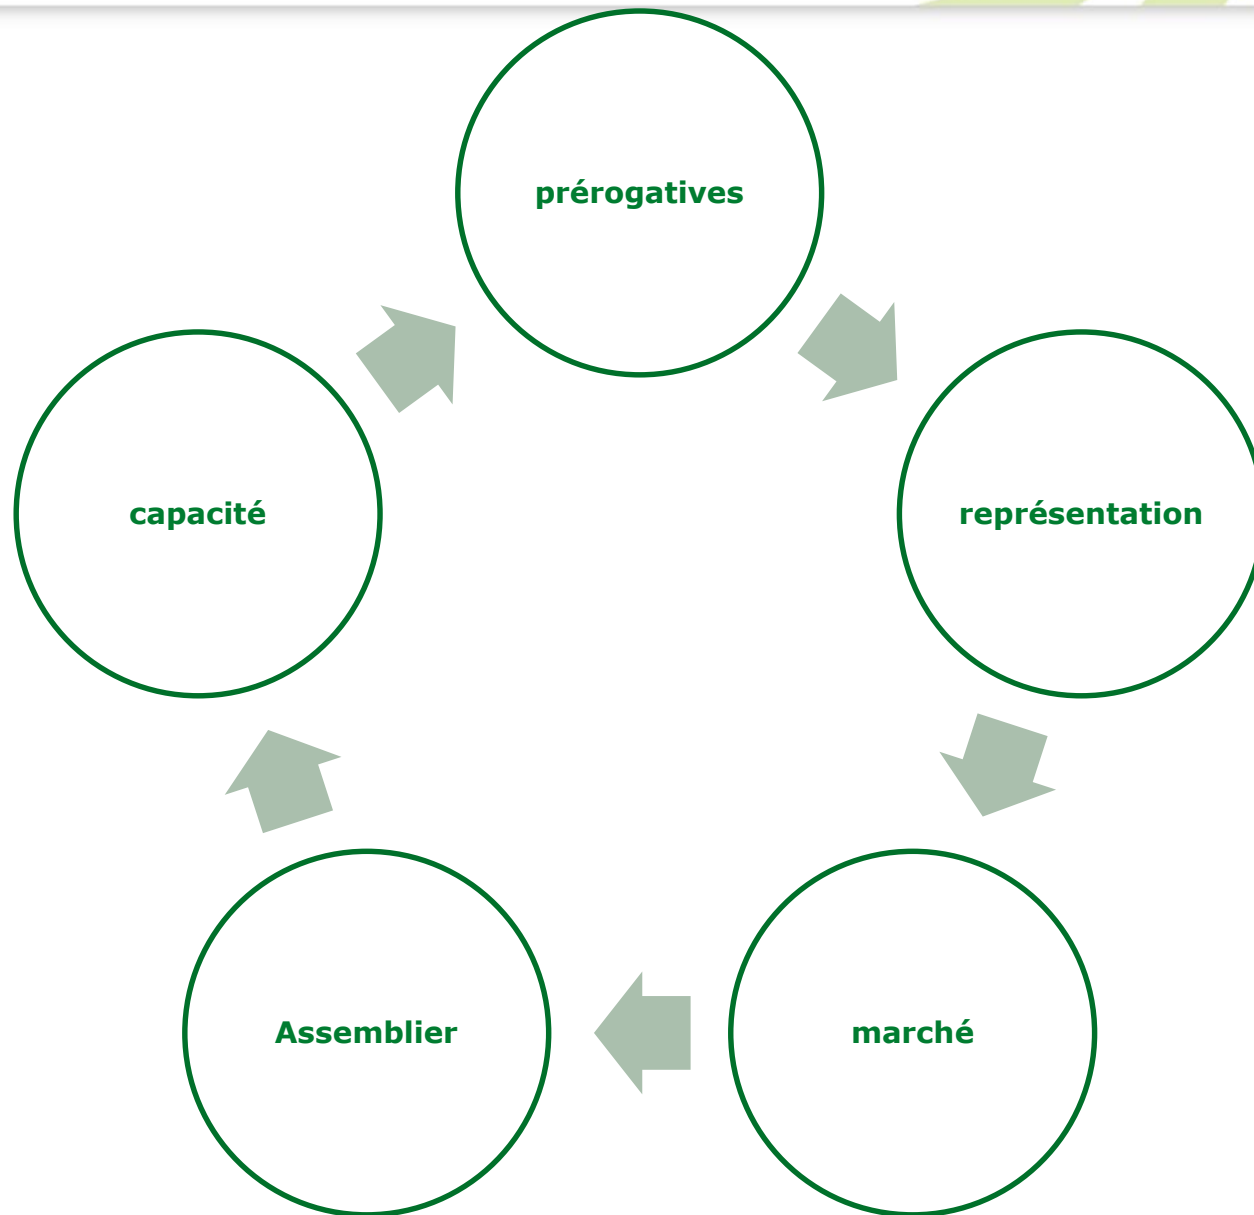 prérogatives
représentation
marché
Assemblier
capacité